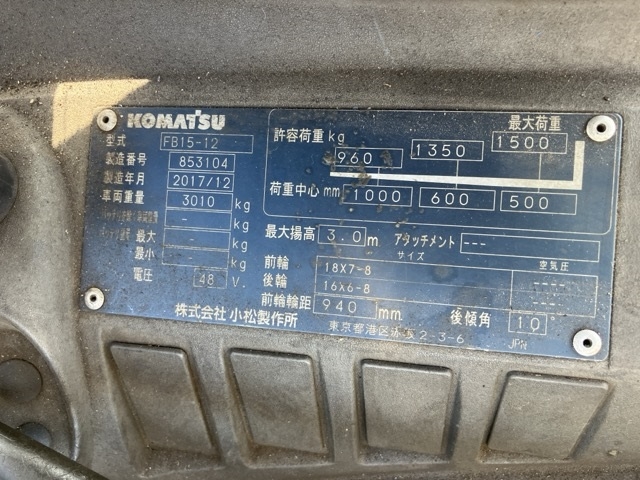 KOMATSU
型式 FB15-12
製造番号 853104
製造年月 2017/12
車両重量 3010 kg
- kg
最大 - kg
最小 - kg
電圧 48 V.
許容荷重 kg 960 1350 最大荷重 1500
荷重中心 mm 1000 600 500
最大揚高 3.0 m アタッチメント ---
サイズ 空気圧
前輪 18X7-8 ----
後輪 16X6-8 ----
前輪輪距 940 mm 後傾角 10 °
株式会社 小松製作所 東京都港区赤坂2-3-6 JPN